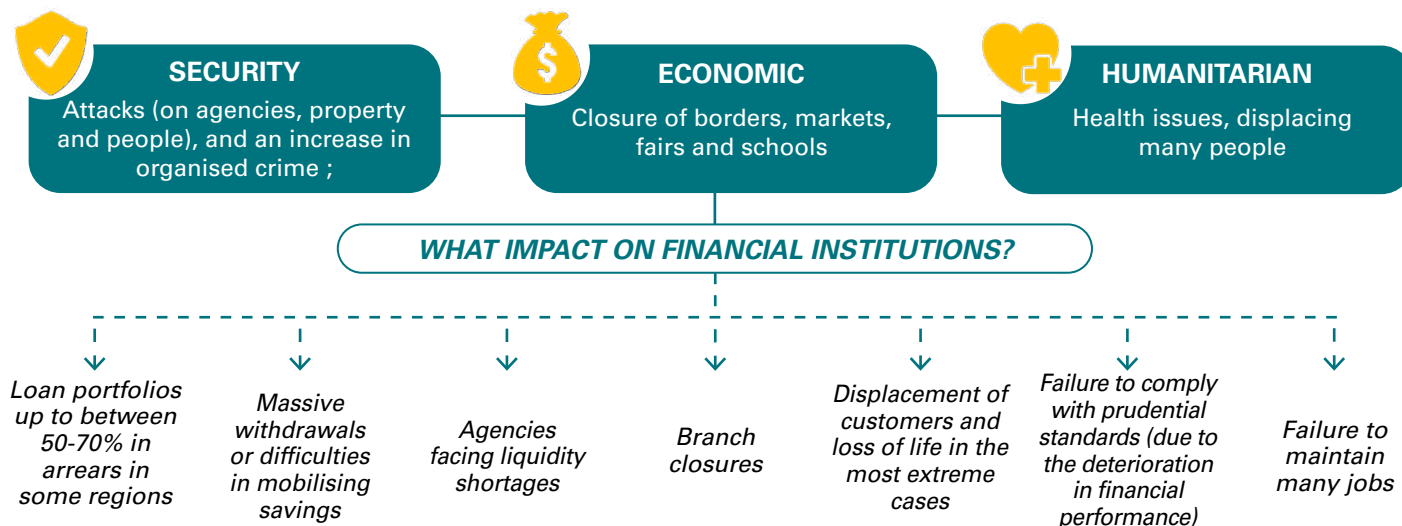 SECURITY
Attacks (on agencies, property
and people), and an increase in
organised crime ;
ECONOMIC
Closure of borders, markets,
fairs and schools
HUMANITARIAN
Health issues, displacing
many people
WHAT IMPACT ON FINANCIAL INSTITUTIONS?
Loan portfolios
up to between
50-70% in
arrears in
some regions
Massive
withdrawals
or difficulties
in mobilising
savings
Agencies
facing liquidity
shortages
Branch
closures
Displacement of
customers and
loss of life in the
most extreme
cases
Failure to comply
with prudential
standards (due to
the deterioration
in financial
performance)
Failure to
maintain
many jobs